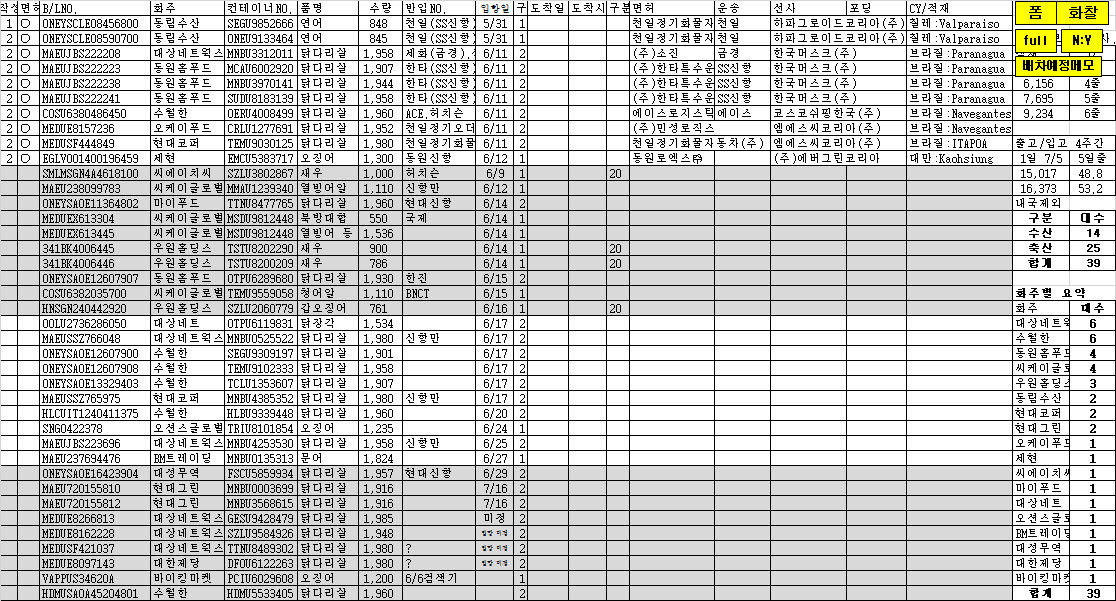 작성 면허 B/LNO. 화주 컨테이너NO. 품명 수량 반입NO. 입항일 구 도착일 도착시 구분 면허 운송 선사 포딩 CY/적재 폼 화찰
1 O ONEYSCLE08456800 동림수산 SEGU9852666 연어 848 천일(SS신항) 5/31 1 천일정기화물자 천일 하파그로이드코리아(주) 칠레:Valparaiso
2 O ONEYSCLE08590700 동림수산 ONEU9133464 연어 845 천일(SS신항) 5/31 1 천일정기화물자 천일 하파그로이드코리아(주) 칠레:Valparaiso full N:Y
2 O MAEUJBS222208 대상네트웍스 MNBU3312011 닭다리살 1,958 세화(금경) 6/11 2 (주)소진 금경 한국머스크(주) 브라질:Paranagua
2 O MAEUJBS222223 동원홈푸드 MCAU6002920 닭다리살 1,907 한타(SS신항) 6/11 2 (주)한타특수운 SS신항 한국머스크(주) 브라질:Paranagua 배차예정메모
2 O MAEUJBS222238 동원홈푸드 MNBU3970141 닭다리살 1,944 한타(SS신항) 6/11 2 (주)한타특수운 SS신항 한국머스크(주) 브라질:Paranagua 6,156 4줄
2 O MAEUJBS222241 동원홈푸드 SUDU8183139 닭다리살 1,958 한타(SS신항) 6/11 2 (주)한타특수운 SS신항 한국머스크(주) 브라질:Paranagua 7,695 5줄
2 O COSU6380486450 수월한 OERU4008499 닭다리살 1,960 ACE,허치슨 6/11 2 에이스로지스틱 에이스 코스코쉬핑한국(주) 브라질:Navegantes 9,234 6줄
2 O MEDUE8157236 오케이푸드 CRLU1277691 닭다리살 1,952 천일정기오더 6/11 2 (주)민성로직스 엠에스씨코리아(주) 브라질:Navegantes
2 O MEDUSF444849 현대코퍼 TEMU9030125 닭다리살 1,980 천일정기화물 6/11 2 천일정기화물자 동차(주) 엠에스씨코리아(주) 브라질:ITAPOA 출고/입고 4주간
2 O EGLV001400196459 세현 EMCU5383717 오징어 1,300 동원신항 6/12 1 동원로엑스㈜ (주)에버그린코리아 대만:Kaohsiung 1일 7/5 5일줄
SMLMSGN4A4618100 씨에이치씨 SZLU3802867 새우 1,000 허치슨 6/9 1 20 15,017 48.8
MAEU238099783 씨케이글로벌 MMAU1239340 열빙어알 1,110 신항만 6/12 1 16,373 53.2
ONEYSAOE11364802 마이푸드 TTNU8477765 닭다리살 1,960 현대신항 6/14 2 내국제외
MEDUEX613304 씨케이글로벌 MSDU9812448 북방대합 550 국제 6/14 1 구분 대수
MEDUEX613445 씨케이글로벌 MSDU9812448 열빙어 등 1,536 6/14 1 수산 14
341BK4006445 우원홀딩스 TSTU8202290 새우 900 6/14 1 20 축산 25
341BK4006446 우원홀딩스 TSTU8200209 새우 786 6/14 1 20 합계 39
ONEYSAOE12607907 동원홈푸드 OTPU6289680 닭다리살 1,930 한진 6/15 2
COSU6382035700 씨케이글로벌 TEMU9559058 청어알 1,110 BNCT 6/15 1 화주별 요약
HNSGN240442920 우원홀딩스 SZLU2060779 갑오징어 761 6/16 1 20 화주 대수
OOLU2736286050 대상네트 OTPU6119831 닭장각 1,534 6/17 2 대상네트웍 6
MAEUSSZ766048 대상네트웍스 MNBU0525522 닭다리살 1,980 신항만 6/17 2 수월한 6
ONEYSAOE12607900 수월한 SEGU9309197 닭다리살 1,901 6/17 2 동원홈푸드 4
ONEYSAOE12607908 수월한 TEMU9102333 닭다리살 1,958 6/17 2 씨케이글로 4
ONEYSAOE13329403 수월한 TCLU1353607 닭다리살 1,907 6/17 2 우원홀딩스 3
MAEUSSZ765975 현대코퍼 MNBU4385352 닭다리살 1,980 신항만 6/17 2 동림수산 2
HLCUIT1240411375 수월한 HLBU9339448 닭다리살 1,960 6/20 2 현대코퍼 2
SNGO422378 오션스글로벌 TRIU8101854 오징어 1,235 6/24 1 현대그린 2
MAEUJBS223696 대상네트웍스 MNBU4253530 닭다리살 1,958 신항만 6/25 2 오케이푸드 1
MAEU237694476 BM트레이딩 MNBU0135313 문어 1,824 6/27 1 세현 1
ONEYSAOE16423904 대성무역 FSCU5859934 닭다리살 1,957 현대신항 6/29 2 씨에이치씨 1
MAEU720155810 현대그린 MNBU0003699 닭다리살 1,916 7/16 2 마이푸드 1
MAEU720155812 현대그린 MNBU3568615 닭다리살 1,916 7/16 2 대상네트 1
MEDUE8266813 대상네트웍스 GESU9428479 닭다리살 1,985 미정 2 오션스글로 1
MEDUE8162228 대상네트웍스 SZLU9584926 닭다리살 1,948 2 BM트레이딩 1
MEDUSF421037 대상네트웍스 TTNU8489302 닭다리살 1,980 ? 2 대성무역 1
MEDUE8097143 대한제당 DFOU6122263 닭다리살 1,980 ? 2 대한제당 1
VAPPUS34620A 바이킹마켓 PCIU6029608 오징어 1,200 6/6검색기 1 바이킹마켓 1
HDMUSAOA45204801 수월한 HDMU5533405 닭다리살 1,960 2 합계 39